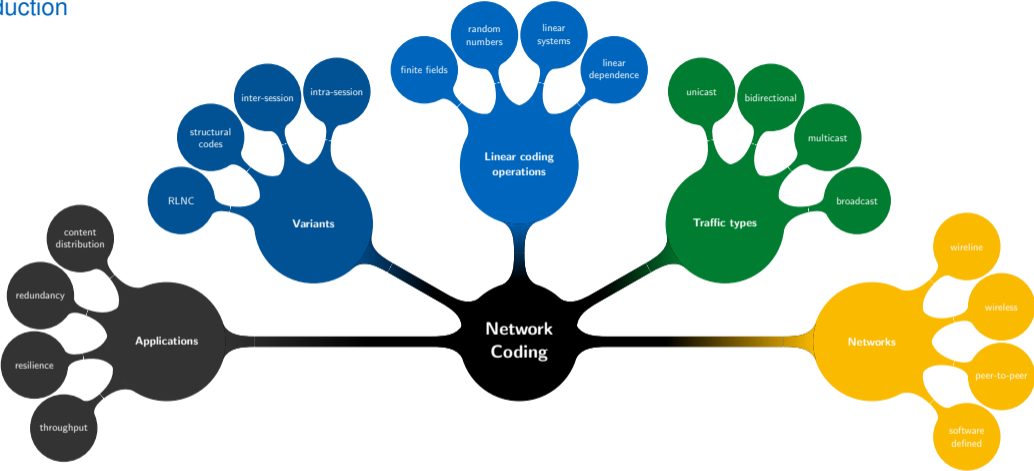 duction
random
numbers
linear
systems
finite fields
linear
dependence
inter-session
intra-session
unicast
bidirectional
structural
codes
multicast
Linear coding
operations
RLNC
broadcast
Variants
Traffic types
content
distribution
wireline
redundancy
wireless
Network
Coding
Applications
Networks
resilience
peer-to-peer
throughput
software
defined